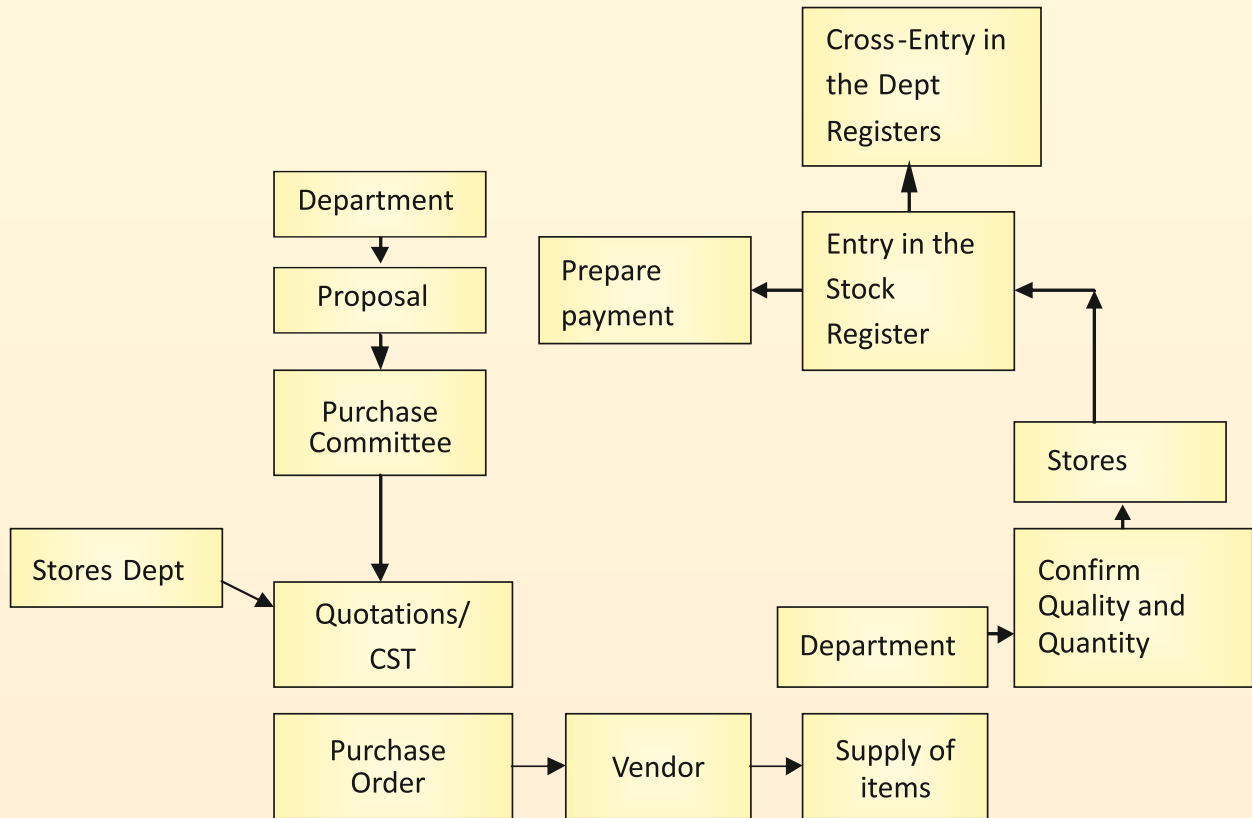 Cross-Entry in
the Dept
Registers
Department
Proposal
Purchase
Committee
Prepare
payment
Entry in the
Stock
Register
Stores
Stores Dept
Quotations/
CST
Department
Confirm
Quality and
Quantity
Purchase
Order
Vendor
Supply of
items